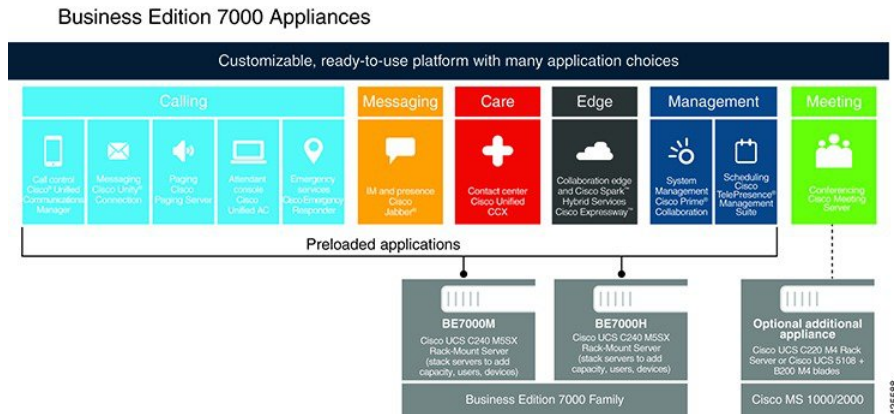 Business Edition 7000 Appliances
Customizable, ready-to-use platform with many application choices
Calling
Messaging
Care
Edge
Management
Meeting
Call control
Cisco® Unified
Communications
Manager
Messaging
Cisco Unity®
Connection
Paging
Cisco
Paging Server
Attendant
console
Cisco
Unified AC
Emergency
services
Cisco Emergency
Responder
IM and presence
Cisco
Jabber®
Contact center
Cisco Unified
CCX
Collaboration edge
and Cisco Spark™
Hybrid Services
Cisco Expressway™
System
Management
Cisco Prime®
Collaboration
Scheduling
Cisco
TelePresence®
Management
Suite
Conferencing
Cisco Meeting
Server
Preloaded applications
BE7000M
Cisco UCS C240 M5SX
Rack-Mount Server
(stack servers to add
capacity, users, devices)
BE7000H
Cisco UCS C240 M5SX
Rack-Mount Server
(stack servers to add
capacity, users, devices)
Optional additional
appliance
Cisco UCS C220 M4 Rack
Server or Cisco UCS 5108 +
B200 M4 blades
Business Edition 7000 Family
Cisco MS 1000/2000